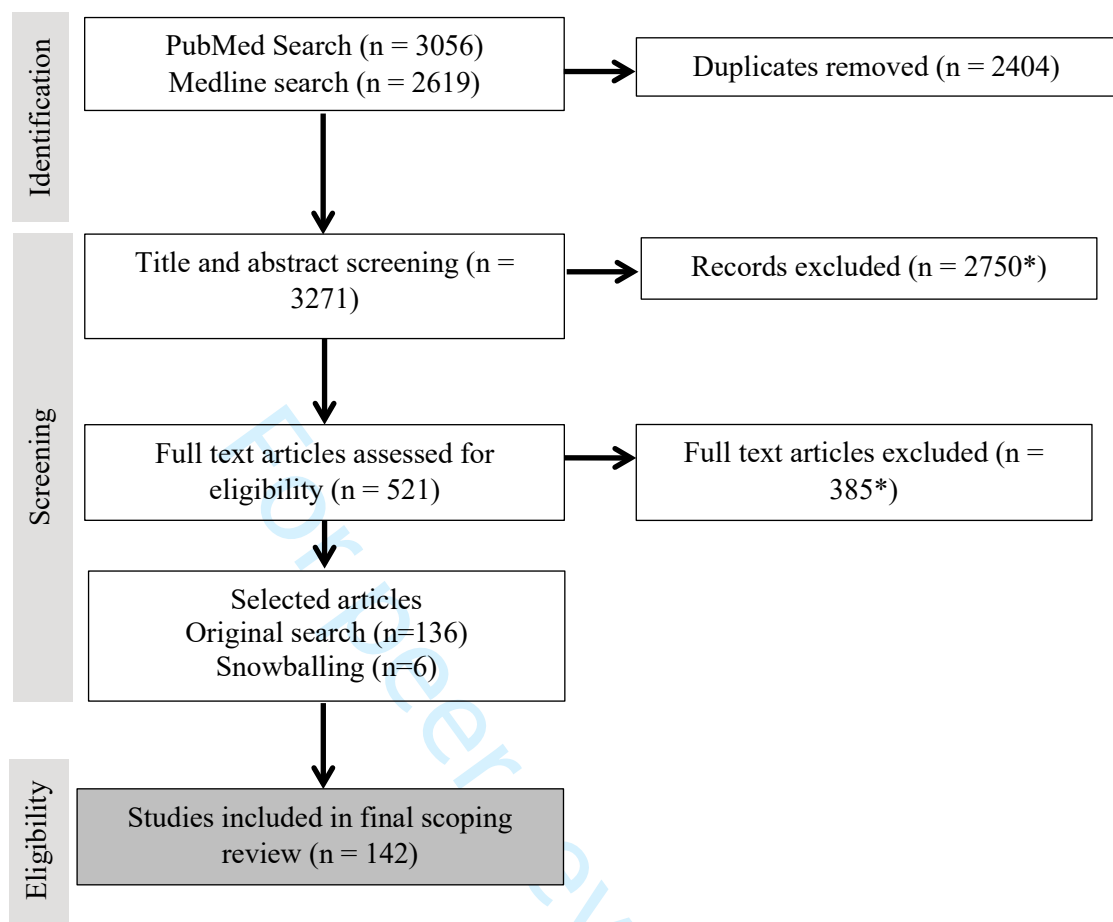 Identification
PubMed Search (n = 3056)
Medline search (n = 2619)
Duplicates removed (n = 2404)
Screening
Title and abstract screening (n =
3271)
Records excluded (n = 2750*)
Full text articles assessed for
eligibility (n = 521)
Full text articles excluded (n =
385*)
Selected articles
Original search (n=136)
Snowballing (n=6)
Eligibility
Studies included in final scoping
review (n = 142)
For peer